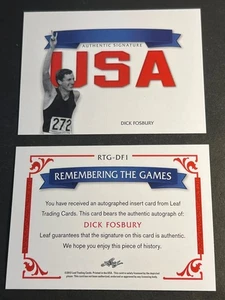 AUTHENTIC SIGNATURE
USA
272
DICK FOSBURY
RTG-DF1
REMEMBERING THE GAMES
You have received an autographed insert card from Leaf
Trading Cards. This card bears the authentic autograph of:
DICK FOSBURY
Leaf guarantees that the signature on this card is authentic.
We hope you enjoy this piece of history.
Leaf